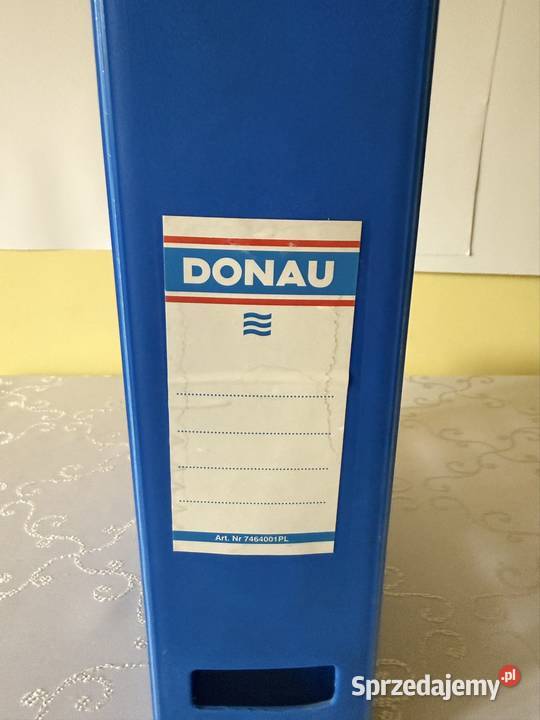 DONAU
Art. Nr 7464001PL
Sprzedajemy.pl